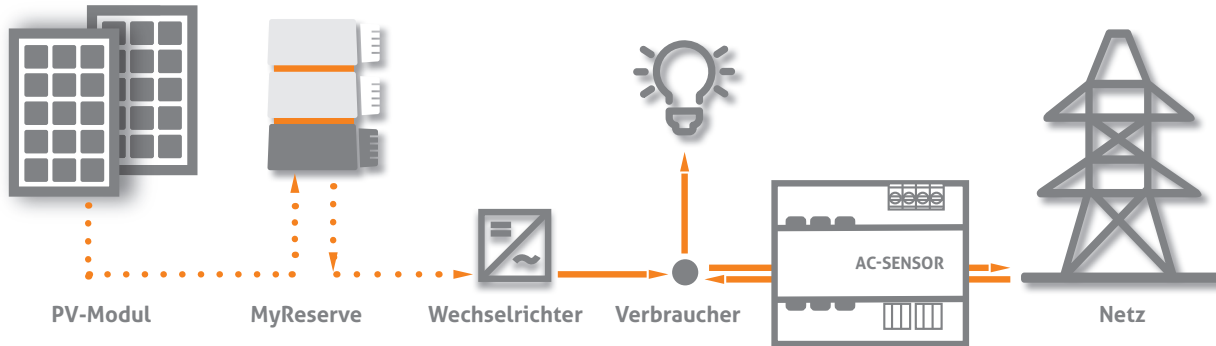 AC-SENSOR
PV-Modul
MyReserve
Wechselrichter
Verbraucher
Netz